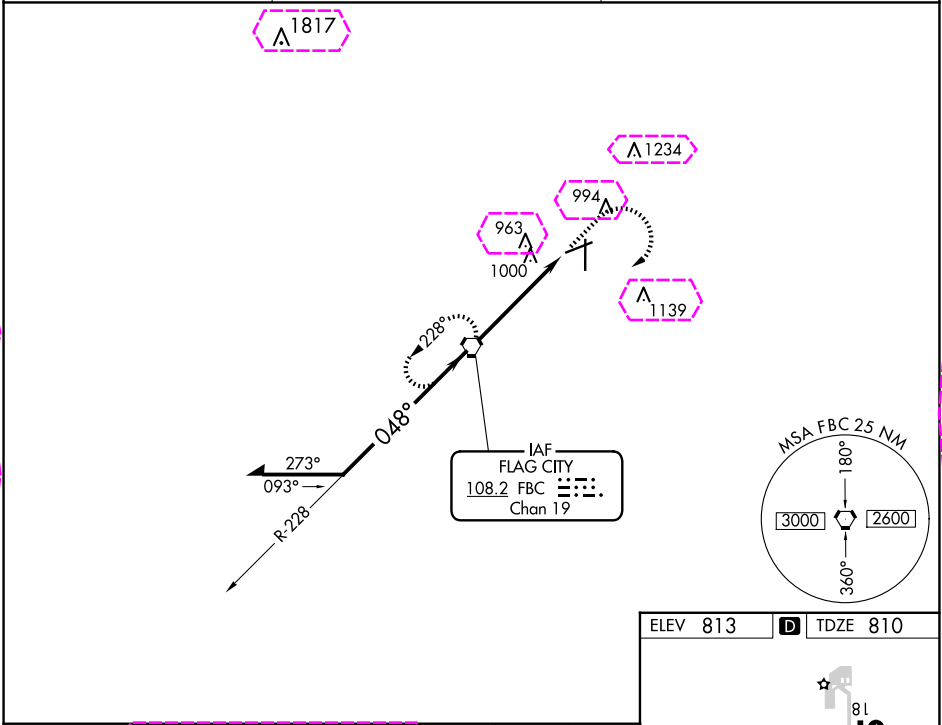 1817
1234
994
963
1000
1139
228°
048°
273°
093°
R-228
IAF
FLAG CITY
108.2 FBC
Chan 19
MSA FBC 25 NM
180°
3000
2600
360°
ELEV 813 D TDZE 810
18